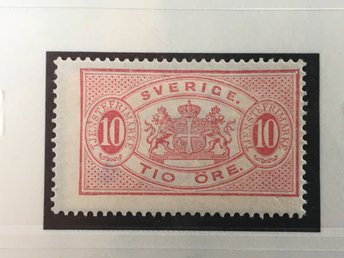 SVERIGE.
TJENSTEFRIMÄRKE
10
10
TJENSTEFRIMÄRKE
TIO ÖRE.